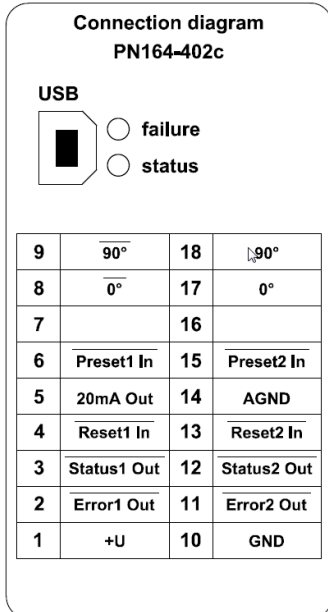 Connection diagram
PN164-402c
USB
failure
status
9 90° 18 90°
8 0° 17 0°
7 16
6 Preset1 In 15 Preset2 In
5 20mA Out 14 AGND
4 Reset1 In 13 Reset2 In
3 Status1 Out 12 Status2 Out
2 Error1 Out 11 Error2 Out
1 +U 10 GND